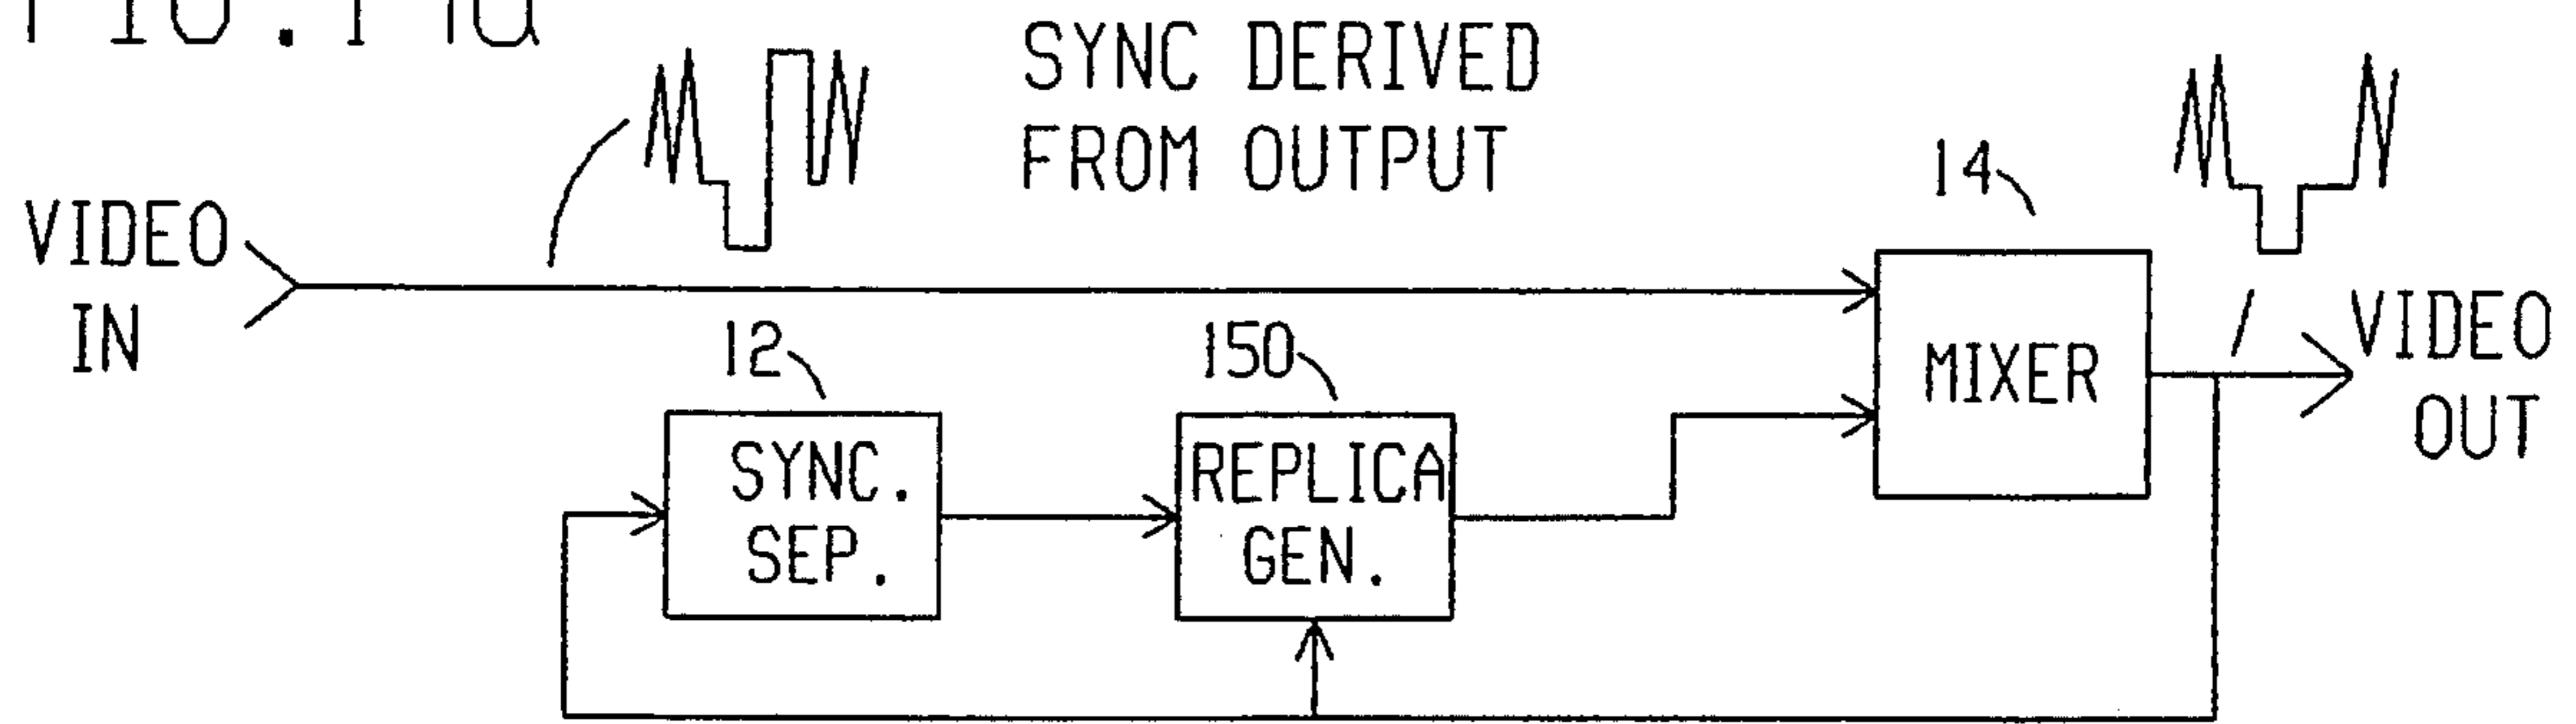 SYNC DERIVED
FROM OUTPUT
14
VIDEO
IN
12
150
MIXER
VIDEO
OUT
SYNC.
SEP.
REPLICA
GEN.